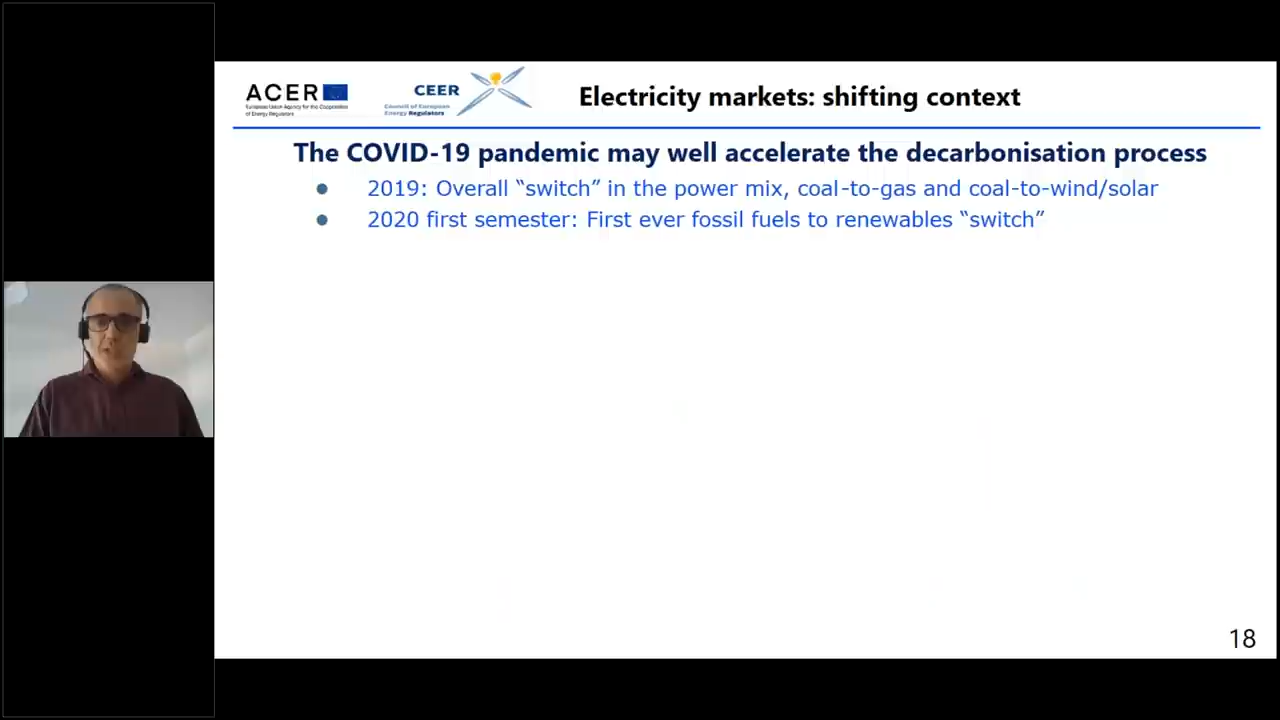 ACER
European Union Agency for the Cooperation
of Energy Regulators
CEER
Council of European
Energy Regulators
Electricity markets: shifting context
The COVID-19 pandemic may well accelerate the decarbonisation process
● 2019: Overall “switch” in the power mix, coal-to-gas and coal-to-wind/solar
● 2020 first semester: First ever fossil fuels to renewables “switch”
18